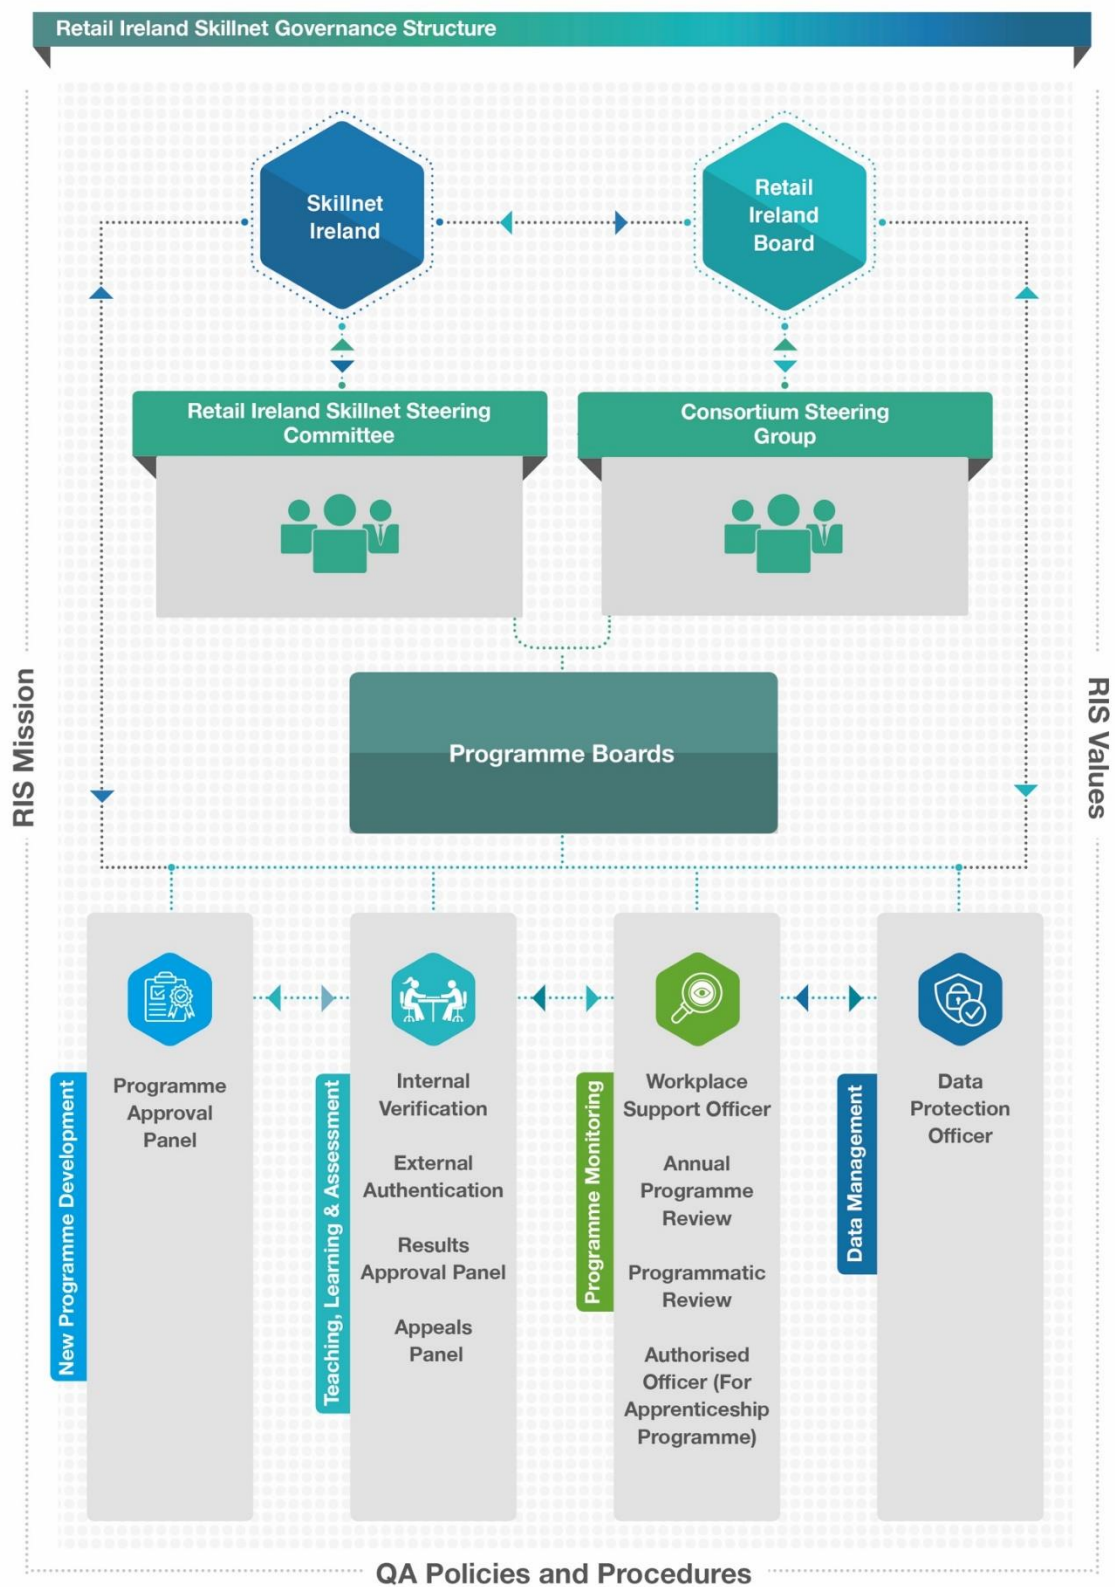 Retail Ireland Skillnet Governance Structure
Skillnet
Ireland
Retail
Ireland
Board
Retail Ireland Skillnet Steering
Committee
Consortium Steering
Group
RIS Mission
RIS Values
Programme Boards
New Programme Development
Programme
Approval
Panel
Teaching, Learning & Assessment
Internal
Verification
External
Authentication
Results
Approval Panel
Appeals
Panel
Programme Monitoring
Workplace
Support Officer
Annual
Programme
Review
Programmatic
Review
Authorised
Officer (For
Apprenticeship
Programme)
Data Management
Data
Protection
Officer
QA Policies and Procedures